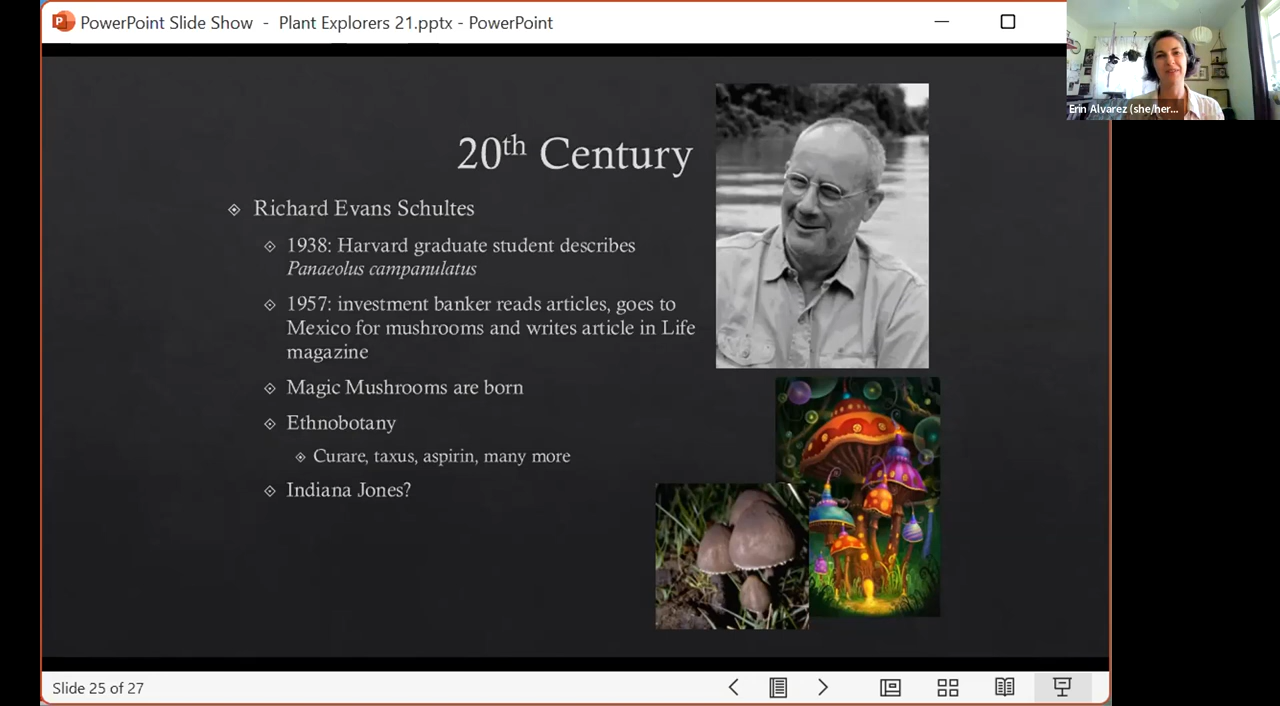 PowerPoint Slide Show - Plant Explorers 21.pptx - PowerPoint
Erin Alvarez (she/her...
20th Century
Richard Evans Schultes
1938: Harvard graduate student describes
Panaeolus campanulatus
1957: investment banker reads articles, goes to
Mexico for mushrooms and writes article in Life
magazine
Magic Mushrooms are born
Ethnobotany
Curare, taxus, aspirin, many more
Indiana Jones?
Slide 25 of 27